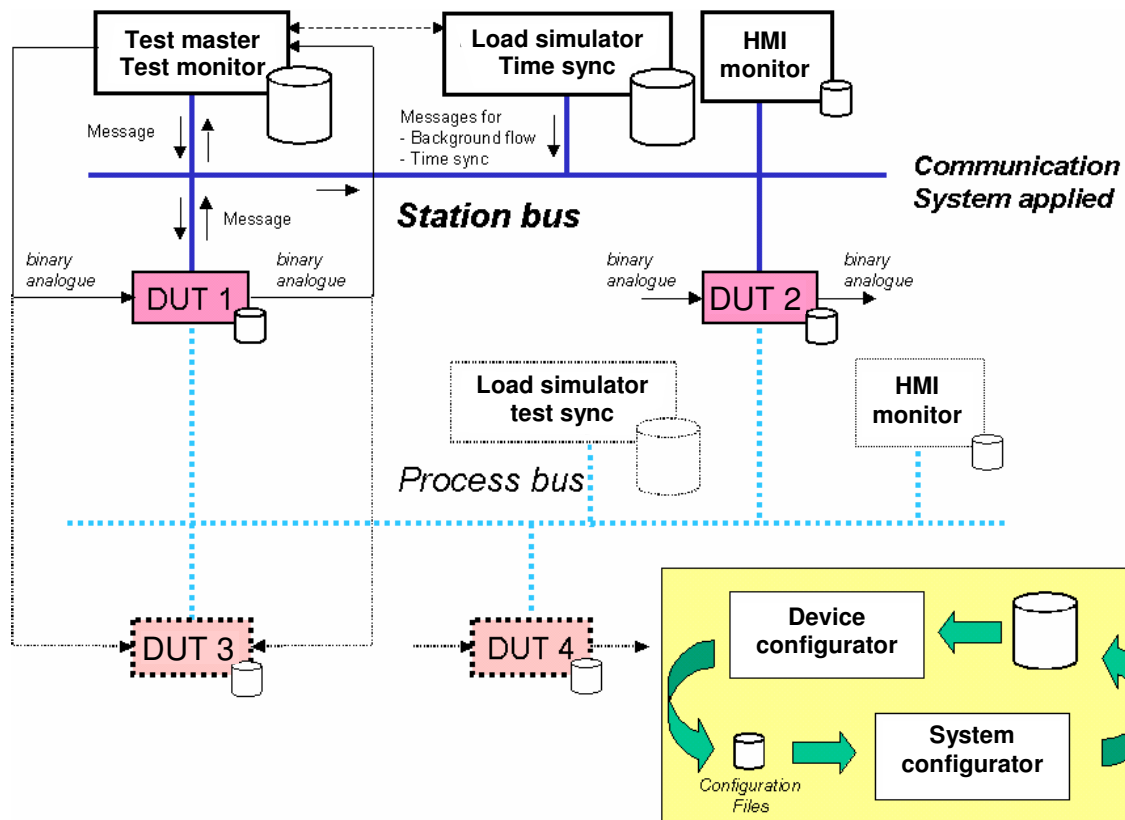 Test master
Test monitor
Load simulator
Time sync
HMI
monitor
Message
Messages for
- Background flow
- Time sync
Communication
System applied
Station bus
Message
binary
analogue
DUT 1
binary
analogue
binary
analogue
DUT 2
binary
analogue
Load simulator
test sync
HMI
monitor
Process bus
DUT 3
DUT 4
Device
configurator
System
configurator
Configuration
Files